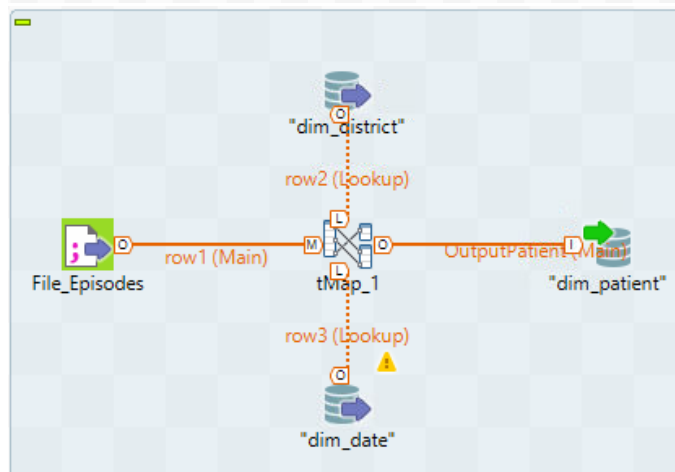 "dim_district"
row2 (Lookup)
row1 (Main)
OutputPatient (Main)
File_Episodes
tMap_1
"dim_patient"
row3 (Lookup)
"dim_date"
O
L
O
M
O
I
L
O